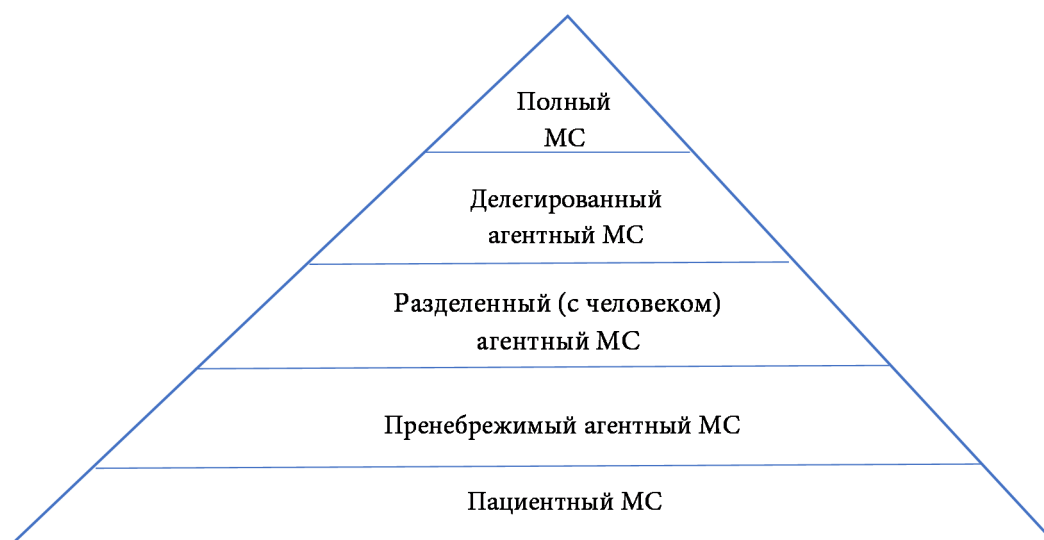 Полный
МС
Делегированный
агентный МС
Разделенный (с человеком)
агентный МС
Пренебрежимый агентный МС
Пациентный МС